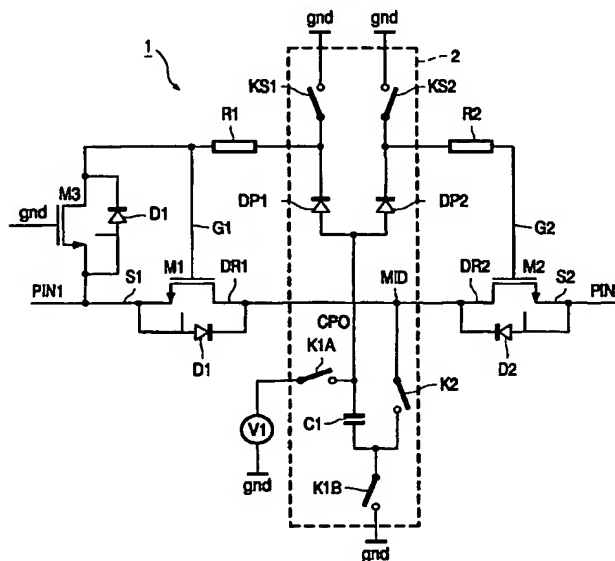 gnd
gnd
1
2
KS1
KS2
R1
R2
M3
gnd
D1
DP1
DP2
G1
G2
PIN1
S1
M1
DR1
MID
DR2
M2
S2
PIN
CPO
D1
K1A
D2
K2
V1
C1
gnd
K1B
gnd